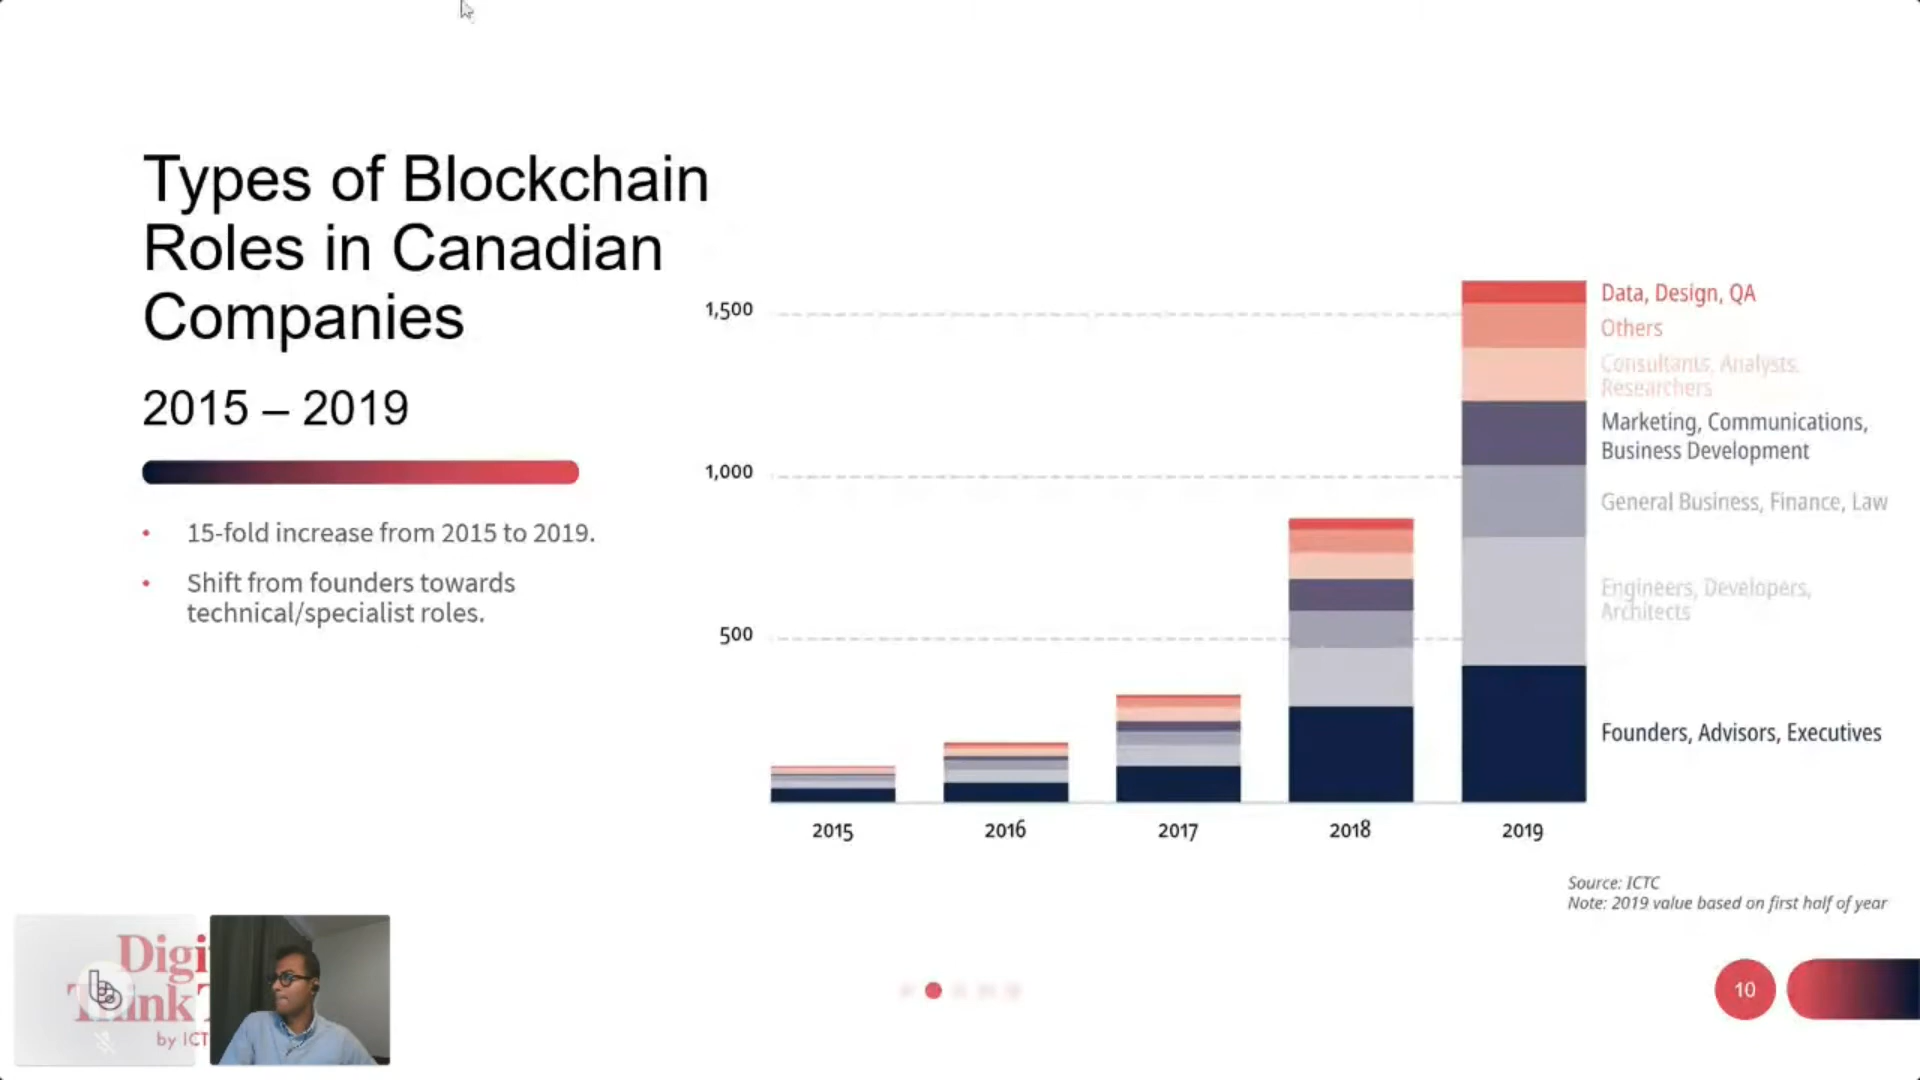 Types of Blockchain
Roles in Canadian
Companies
2015 – 2019
• 15-fold increase from 2015 to 2019.
• Shift from founders towards
technical/specialist roles.
1,500
1,000
500
2015
2016
2017
2018
2019
Data, Design, QA
Others
Consultants, Analysts,
Researchers
Marketing, Communications,
Business Development
General Business, Finance, Law
Engineers, Developers,
Architects
Founders, Advisors, Executives
Source: ICTC
Note: 2019 value based on first half of year
10
by ICT